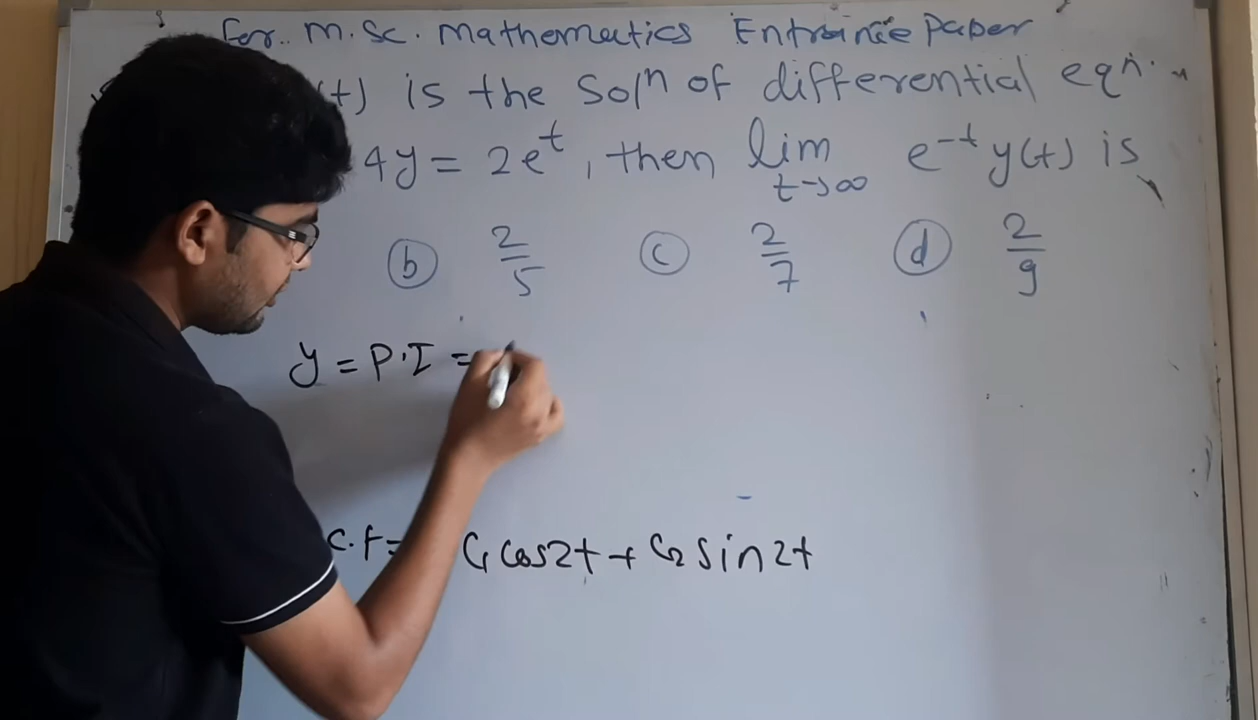 For M.Sc. Mathematics Entrance Paper
(t) is the Solⁿ of differential eqn.
4y = 2e^t, then lim t→∞ e^-t y(t) is
(b) 2/5 (c) 2/7 (d) 2/9
y = P.I =
C.F = C₁ cos2t + C₂ sin2t